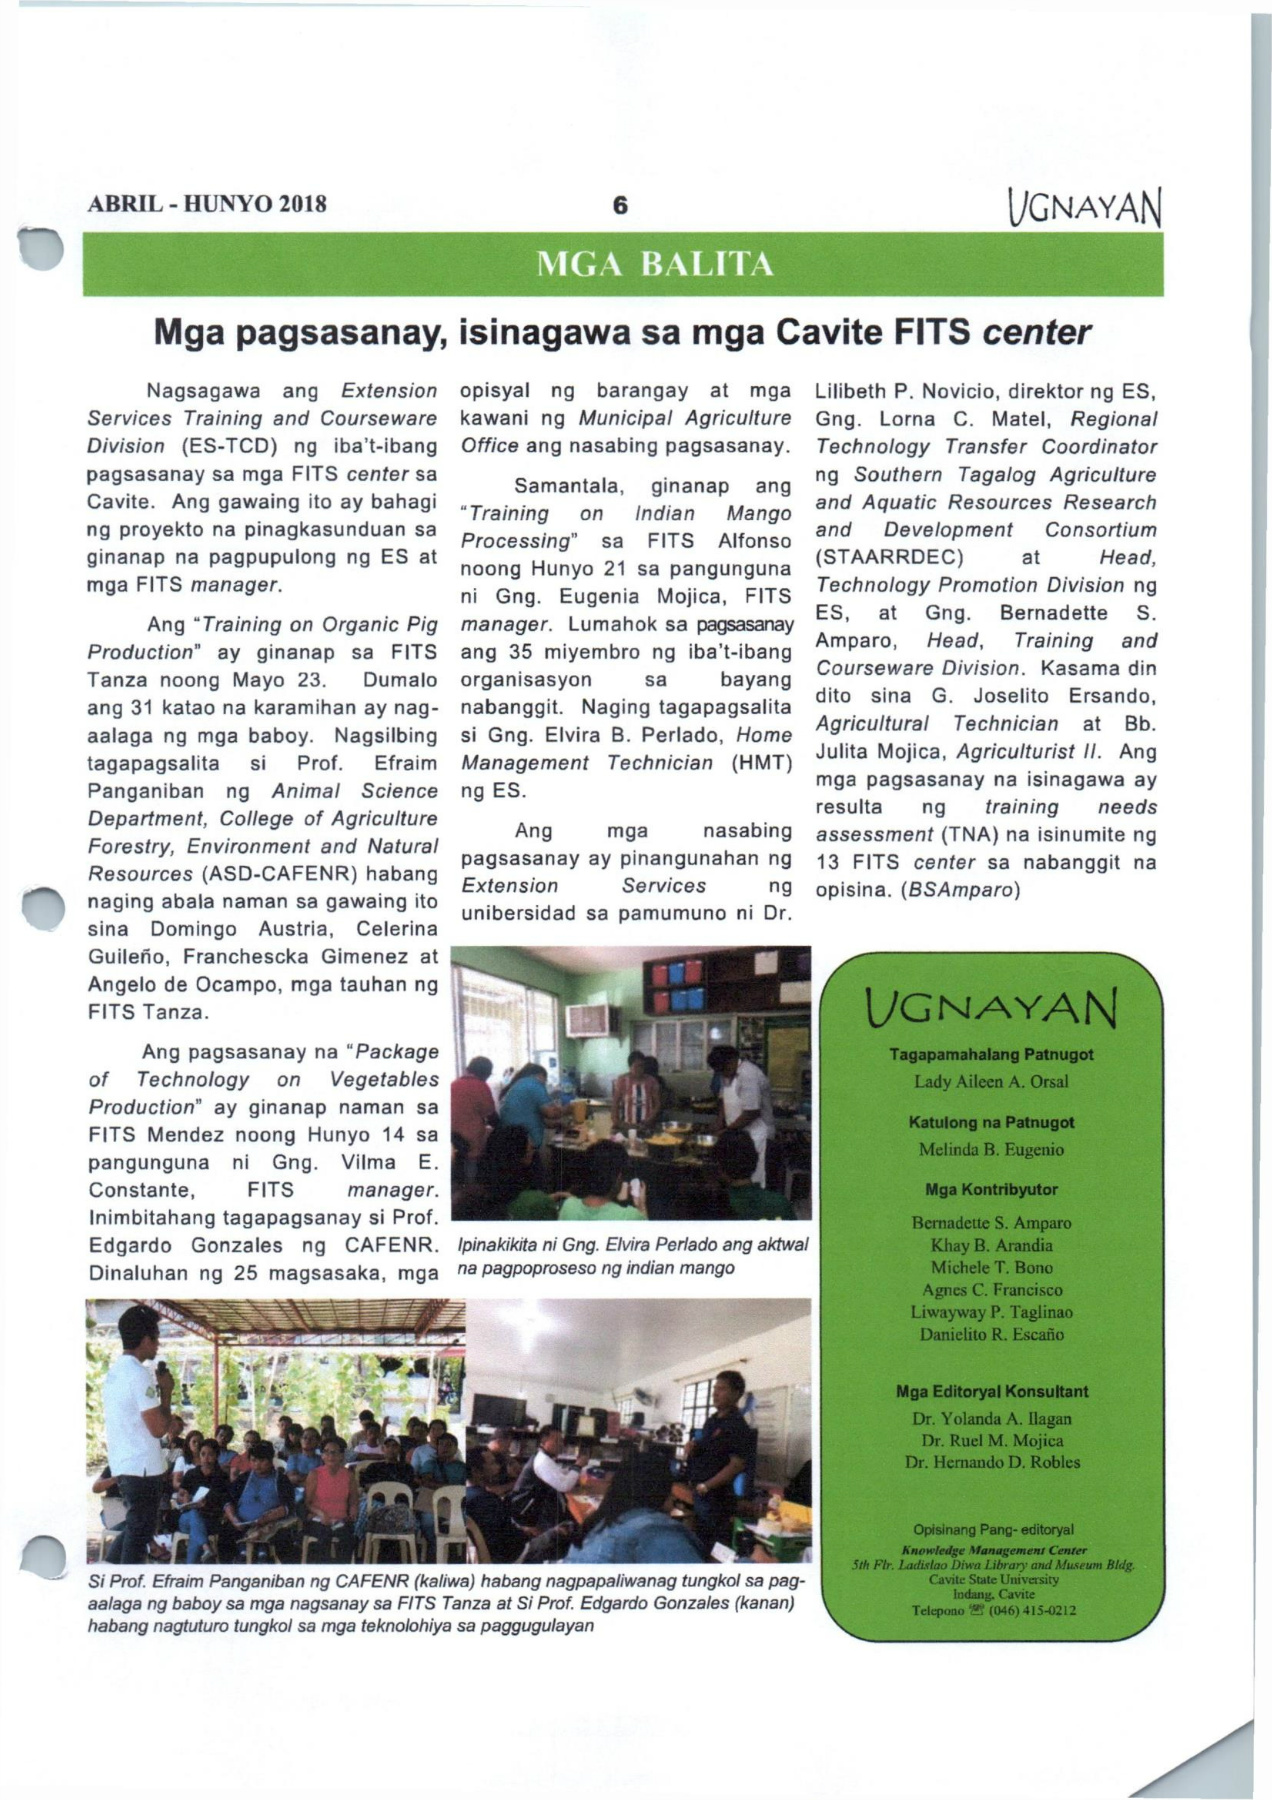 ABRIL - HUNYO 2018
6
UGNAYAN
MGA BALITA
Mga pagsasanay, isinagawa sa mga Cavite FITS center
Nagsagawa ang Extension
Services Training and Courseware
Division (ES-TCD) ng iba't-ibang
pagsasanay sa mga FITS center sa
Cavite. Ang gawaing ito ay bahagi
ng proyekto na pinagkasunduan sa
ginanap na pagpupulong ng ES at
mga FITS manager.
Ang "Training on Organic Pig
Production" ay ginanap sa FITS
Tanza noong Mayo 23. Dumalo
ang 31 katao na karamihan ay nag-
aalaga ng mga baboy. Nagsilbing
tagapagsalita si Prof. Efraim
Panganiban ng Animal Science
Department, College of Agriculture
Forestry, Environment and Natural
Resources (ASD-CAFENR) habang
naging abala naman sa gawaing ito
sina Domingo Austria, Celerina
Guileño, Franchescka Gimenez at
Angelo de Ocampo, mga tauhan ng
FITS Tanza.
Ang pagsasanay na "Package
of Technology on Vegetables
Production" ay ginanap naman sa
FITS Mendez noong Hunyo 14 sa
pangunguna ni Gng. Vilma E.
Constante, FITS manager.
Inimbitahang tagapagsanay si Prof.
Edgardo Gonzales ng CAFENR.
Dinaluhan ng 25 magsasaka, mga
opisyal ng barangay at mga
kawani ng Municipal Agriculture
Office ang nasabing pagsasanay.
Samantala, ginanap ang
"Training on Indian Mango
Processing" sa FITS Alfonso
noong Hunyo 21 sa pangunguna
ni Gng. Eugenia Mojica, FITS
manager. Lumahok sa pagsasanay
ang 35 miyembro ng iba't-ibang
organisasyon sa bayang
nabanggit. Naging tagapagsalita
si Gng. Elvira B. Perlado, Home
Management Technician (HMT)
ng ES.
Ang mga nasabing
pagsasanay ay pinangunahan ng
Extension Services ng
unibersidad sa pamumuno ni Dr.
Lilibeth P. Novicio, direktor ng ES,
Gng. Lorna C. Matel, Regional
Technology Transfer Coordinator
ng Southern Tagalog Agriculture
and Aquatic Resources Research
and Development Consortium
(STAARRDEC) at Head,
Technology Promotion Division ng
ES, at Gng. Bernadette S.
Amparo, Head, Training and
Courseware Division. Kasama din
dito sina G. Joselito Ersando,
Agricultural Technician at Bb.
Julita Mojica, Agriculturist II. Ang
mga pagsasanay na isinagawa ay
resulta ng training needs
assessment (TNA) na isinumite ng
13 FITS center sa nabanggit na
opisina. (BSAmparo)
Ipinakikita ni Gng. Elvira Perlado ang aktwal
na pagpoproseso ng indian mango
Si Prof. Efraim Panganiban ng CAFENR (kaliwa) habang nagpapaliwanag tungkol sa pag-
aalaga ng baboy sa mga nagsanay sa FITS Tanza at Si Prof. Edgardo Gonzales (kanan)
habang nagtuturo tungkol sa mga teknolohiya sa paggugulayan
UGNAYAN
Tagapamahalang Patnugot
Lady Aileen A. Orsal
Katulong na Patnugot
Melinda B. Eugenio
Mga Kontribyutor
Bernadette S. Amparo
Khay B. Arandia
Michele T. Bono
Agnes C. Francisco
Liwayway P. Taglinao
Danielito R. Escaño
Mga Editoryal Konsultant
Dr. Yolanda A. Ilagan
Dr. Ruel M. Mojica
Dr. Hernando D. Robles
Opisinang Pang- editoryal
Knowledge Management Center
5th Flr. Ladislao Diwa Library and Museum Bldg.
Cavite State University
Indang, Cavite
Telepono ☏ (046) 415-0212